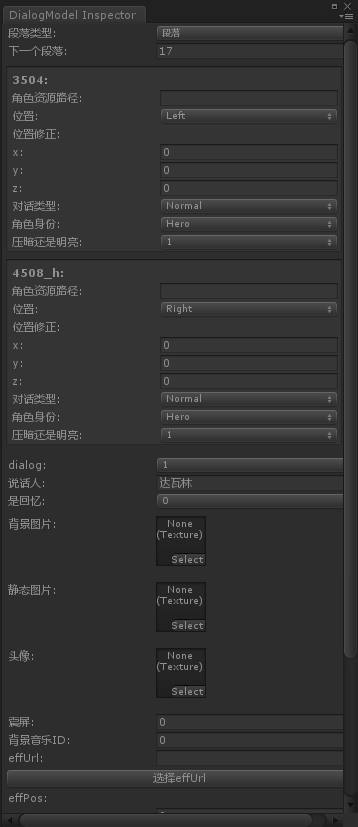 DialogModel Inspector
段落类型: 段落
下一个段落: 17
3504:
角色资源路径:
位置: Left
位置修正:
x: 0
y: 0
z: 0
对话类型: Normal
角色身份: Hero
压暗还是明亮: 1
4508_h:
角色资源路径:
位置: Right
位置修正:
x: 0
y: 0
z: 0
对话类型: Normal
角色身份: Hero
压暗还是明亮: 1
dialog: 1
说话人: 达瓦林
是回忆: 0
背景图片: None
(Texture)
Select
静态图片: None
(Texture)
Select
头像: None
(Texture)
Select
震屏: 0
背景音乐ID: 0
effUrl:
选择effUrl
effPos: